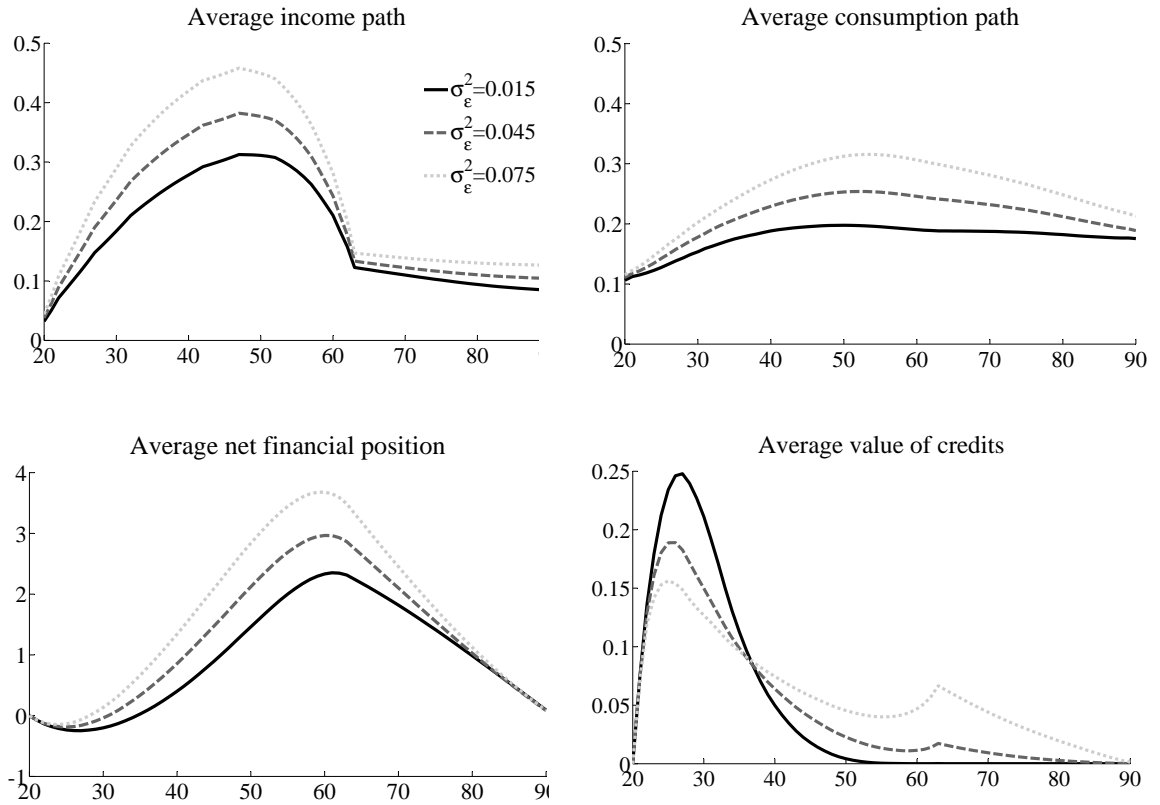 Average income path
0.5
0.4
0.3
0.2
0.1
0
20 30 40 50 60 70 80
σ²ε=0.015
σ²ε=0.045
σ²ε=0.075
Average consumption path
0.5
0.4
0.3
0.2
0.1
0
20 30 40 50 60 70 80 90
Average net financial position
4
3
2
1
0
-1
20 30 40 50 60 70 80 90
Average value of credits
0.25
0.2
0.15
0.1
0.05
0
20 30 40 50 60 70 80 90